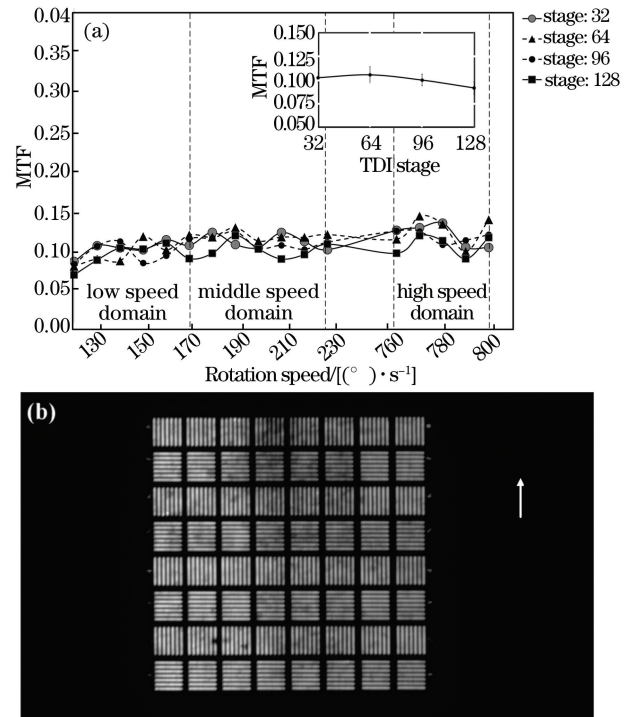 (a)
0.04
0.35
0.30
0.25
0.20
0.15
0.10
0.05
0.00
MTF
0.150
0.125
0.100
0.075
0.050
MTF
32 64 96 128
TDI stage
stage: 32
stage: 64
stage: 96
stage: 128
low speed
domain
middle speed
domain
high speed
domain
130 150 170 190 210 230 760 780 800
Rotation speed/[(° )·s⁻¹]
(b)